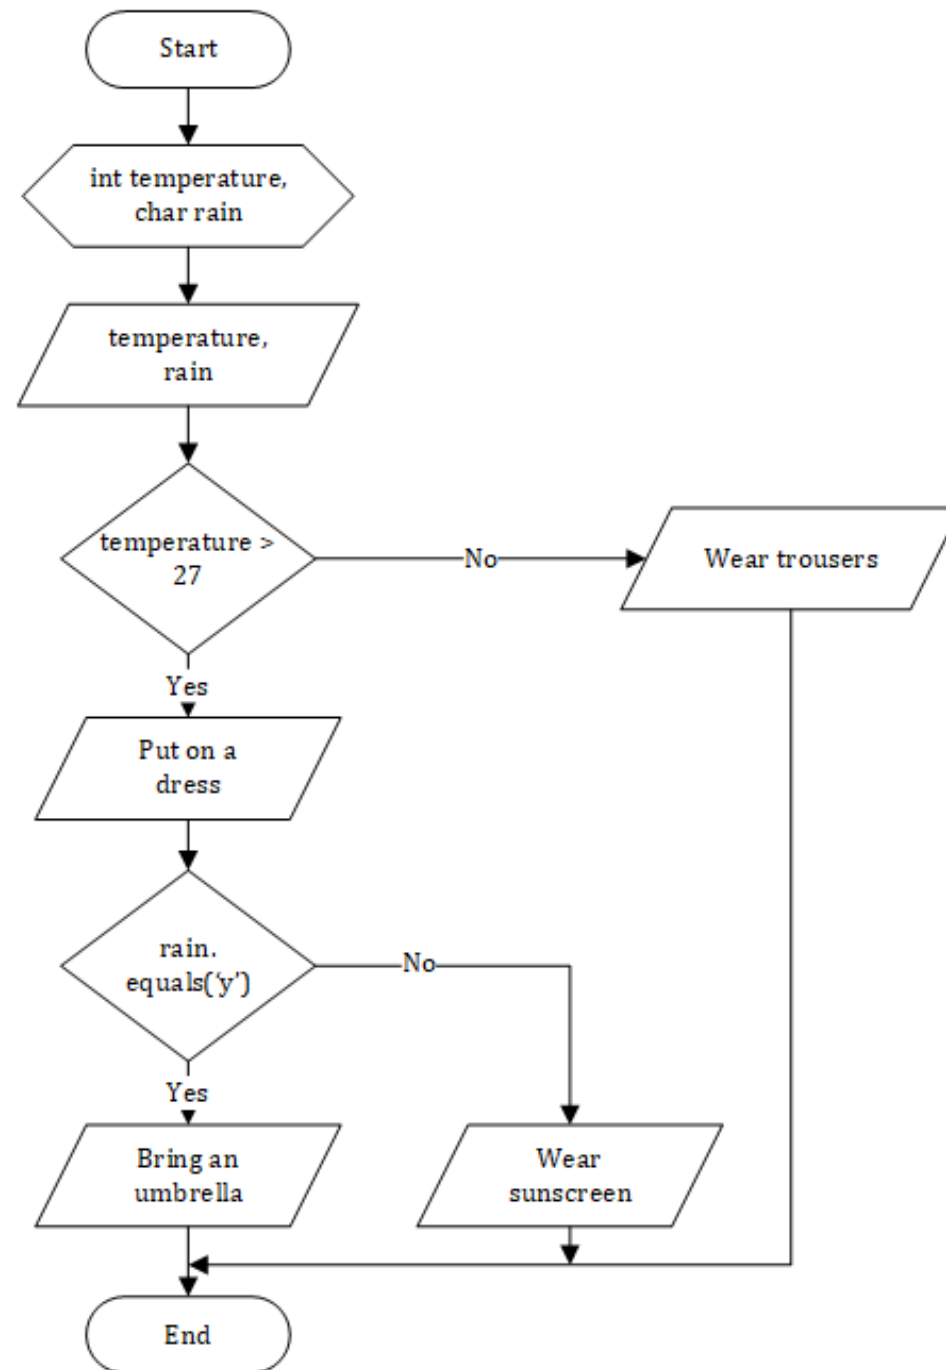 Start
int temperature,
char rain
temperature,
rain
temperature >
27
No
Wear trousers
Yes
Put on a
dress
rain.
equals(‘y’)
No
Yes
Bring an
umbrella
Wear
sunscreen
End